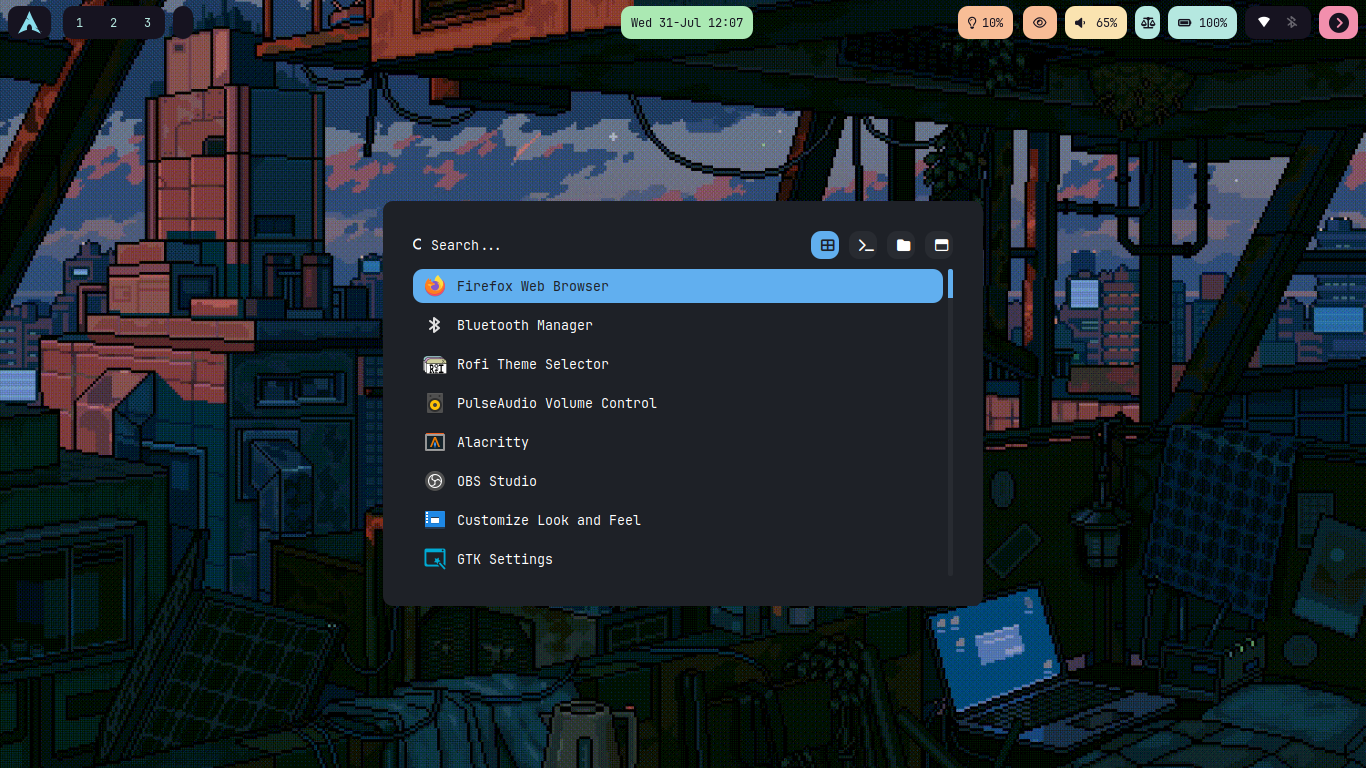 1 2 3
Wed 31-Jul 12:07
10%
65%
100%
Search...
Firefox Web Browser
Bluetooth Manager
Rofi Theme Selector
PulseAudio Volume Control
Alacritty
OBS Studio
Customize Look and Feel
GTK Settings